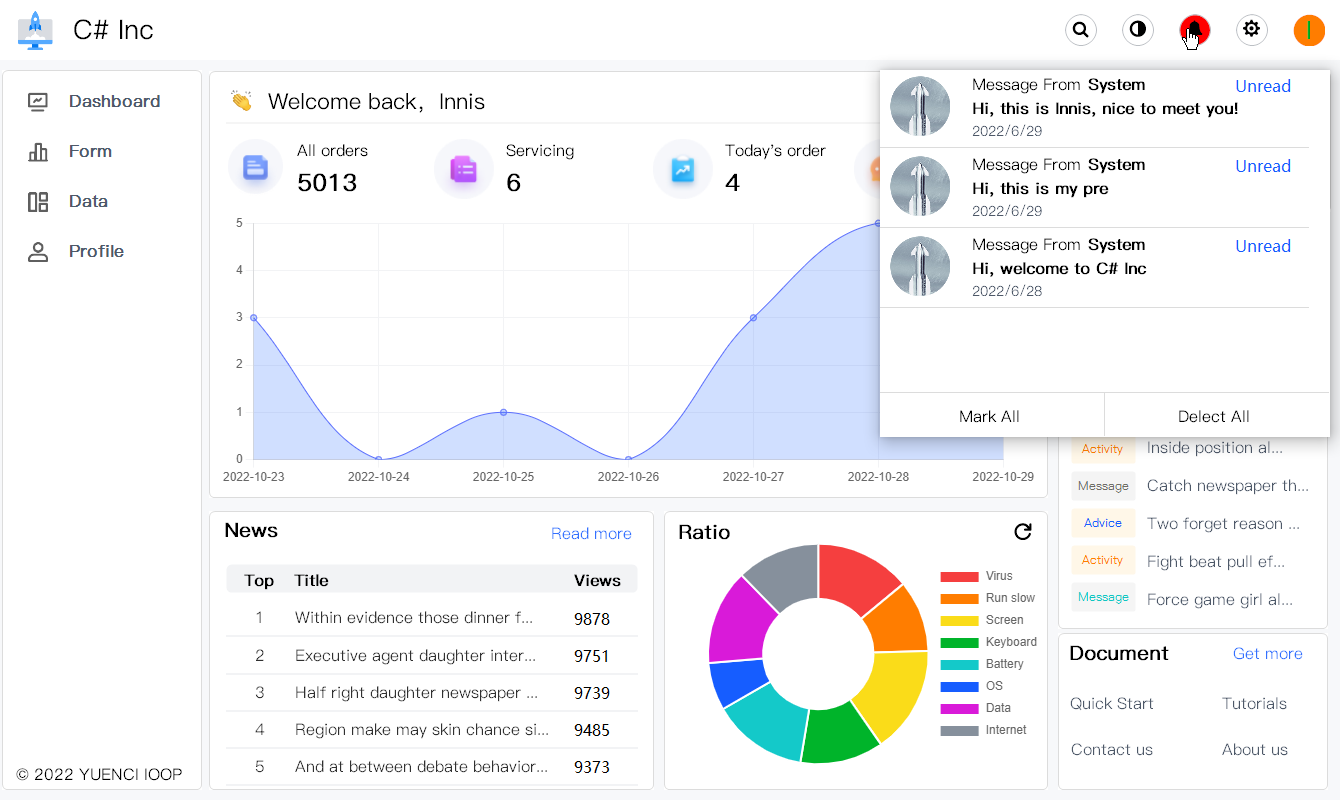 C# Inc
Dashboard
Form
Data
Profile
© 2022 YUENCI IOOP
Welcome back, Innis
All orders
5013
Servicing
6
Today's order
4
5
4
3
2
1
0
2022-10-23 2022-10-24 2022-10-25 2022-10-26 2022-10-27 2022-10-28 2022-10-29
Message From System Unread
Hi, this is Innis, nice to meet you!
2022/6/29
Message From System Unread
Hi, this is my pre
2022/6/29
Message From System Unread
Hi, welcome to C# Inc
2022/6/28
Mark All Delect All
Activity Inside position al...
Message Catch newspaper th...
Advice Two forget reason ...
Activity Fight beat pull ef...
Message Force game girl al...
News Read more
Top Title Views
1 Within evidence those dinner f... 9878
2 Executive agent daughter inter... 9751
3 Half right daughter newspaper ... 9739
4 Region make may skin chance si... 9485
5 And at between debate behavior... 9373
Ratio
Virus
Run slow
Screen
Keyboard
Battery
OS
Data
Internet
Document Get more
Quick Start Tutorials
Contact us About us